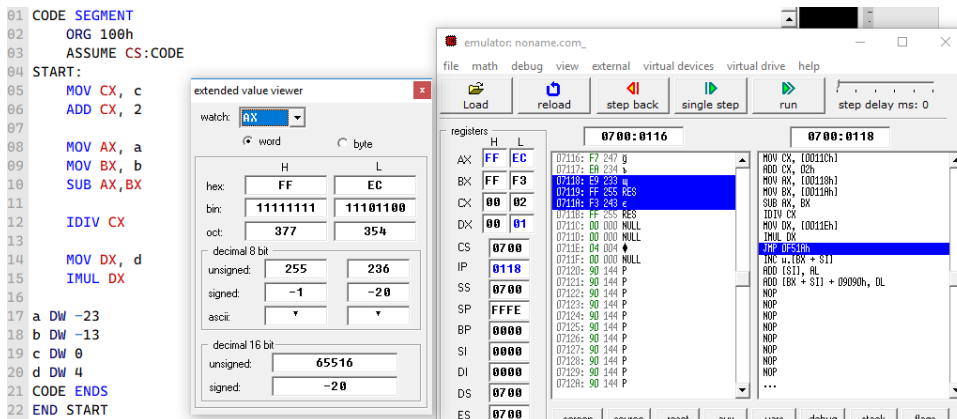 01 CODE SEGMENT
02 ORG 100h
03 ASSUME CS:CODE
04 START:
05 MOV CX, c
06 ADD CX, 2
07
08 MOV AX, a
09 MOV BX, b
10 SUB AX,BX
11
12 IDIV CX
13
14 MOV DX, d
15 IMUL DX
16
17 a DW -23
18 b DW -13
19 c DW 0
20 d DW 4
21 CODE ENDS
22 END START
extended value viewer
x
watch: AX
word byte
H L
hex: FF EC
bin: 11111111 11101100
oct: 377 354
decimal 8 bit
unsigned: 255 236
signed: -1 -20
ascii:
decimal 16 bit
unsigned: 65516
signed: -20
emulator: noname.com_
file math debug view external virtual devices virtual drive help
Load reload step back single step run step delay ms: 0
registers
H L
AX FF EC
BX FF F3
CX 00 02
DX 00 01
CS 0700
IP 0118
SS 0700
SP FFFE
BP 0000
SI 0000
DI 0000
DS 0700
ES 0700
0700:0116
07116: F7 247 ў
07117: EA 234 ъ
07118: E9 233 щ
07119: FF 255 RES
0711A: F3 243 є
0711B: FF 255 RES
0711C: 00 000 NULL
0711D: 00 000 NULL
0711E: 04 004 ♦
0711F: 00 000 NULL
07120: 90 144 Р
07121: 90 144 Р
07122: 90 144 Р
07123: 90 144 Р
07124: 90 144 Р
07125: 90 144 Р
07126: 90 144 Р
07127: 90 144 Р
07128: 90 144 Р
07129: 90 144 Р
0712A: 90 144 Р
0700:0118
MOV CX, [0011Ch]
ADD CX, 02h
MOV AX, [00118h]
MOV BX, [0011Ah]
SUB AX, BX
IDIV CX
MOV DX, [0011Eh]
IMUL DX
JMP 0F51Ah
INC w.[BX + SI]
ADD [SI], AL
ADD [BX + SI] + 09090h, DL
NOP
NOP
NOP
NOP
NOP
NOP
NOP
NOP
...
screen source reset aux vars debug stack flags